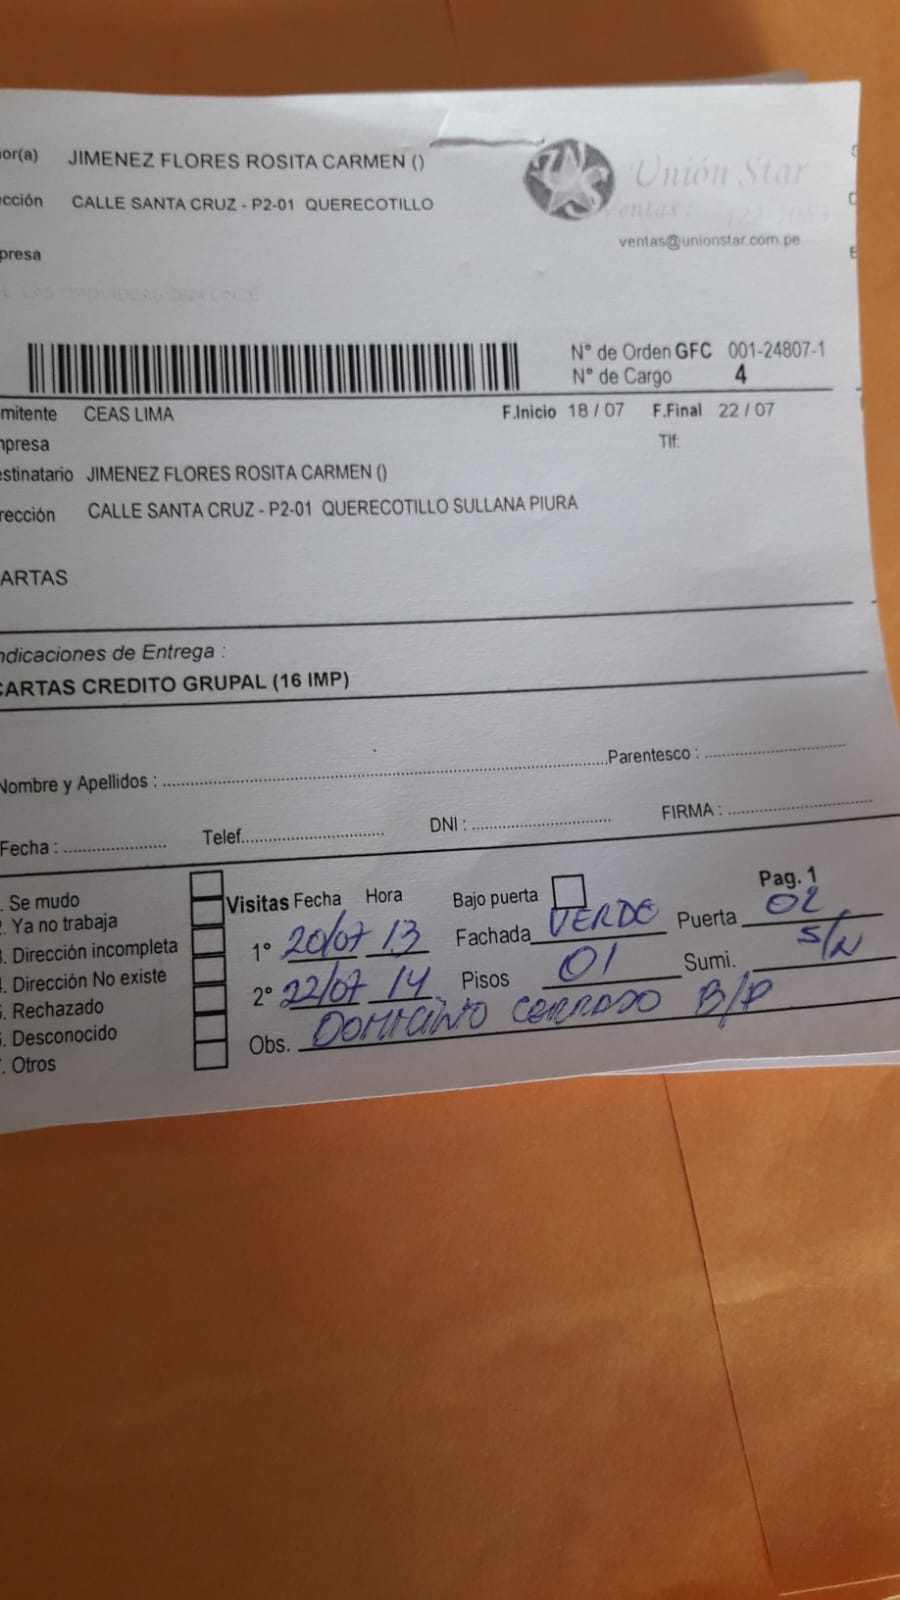 or(a) JIMENEZ FLORES ROSITA CARMEN ()
cción CALLE SANTA CRUZ - P2-01 QUERECOTILLO
presa
Unión Star
Ventas:
ventas@unionstar.com.pe
N° de Orden GFC 001-24807-1
N° de Cargo 4
mitente CEAS LIMA F.Inicio 18 / 07 F.Final 22 / 07
presa Tlf:
stinatario JIMENEZ FLORES ROSITA CARMEN ()
rección CALLE SANTA CRUZ - P2-01 QUERECOTILLO SULLANA PIURA
ARTAS
ndicaciones de Entrega :
CARTAS CREDITO GRUPAL (16 IMP)
Nombre y Apellidos : Parentesco :
Fecha : Telef. DNI : FIRMA :
Pag. 1
. Se mudo Visitas Fecha Hora Bajo puerta
. Ya no trabaja 1° 20/07 13 Fachada VERDE Puerta 02
. Dirección incompleta
. Dirección No existe 2° 22/07 14 Pisos 01 Sumi. S/N
. Rechazado
. Desconocido Obs. DOMICINIO CERRADO B/P
. Otros